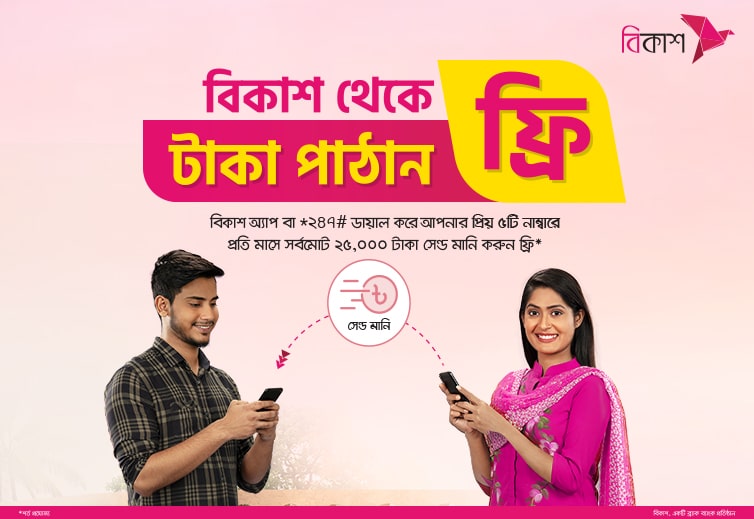 বিকাশ
বিকাশ থেকে
টাকা পাঠান
ফ্রি
বিকাশ অ্যাপ বা *২৪৭# ডায়াল করে আপনার প্রিয় ৫টি নাম্বারে
প্রতি মাসে সর্বমোট ২৫,০০০ টাকা সেন্ড মানি করুন ফ্রি*
সেন্ড মানি
*শর্ত প্রযোজ্য
বিকাশ, একটি ব্র্যাক ব্যাংক প্রতিষ্ঠান